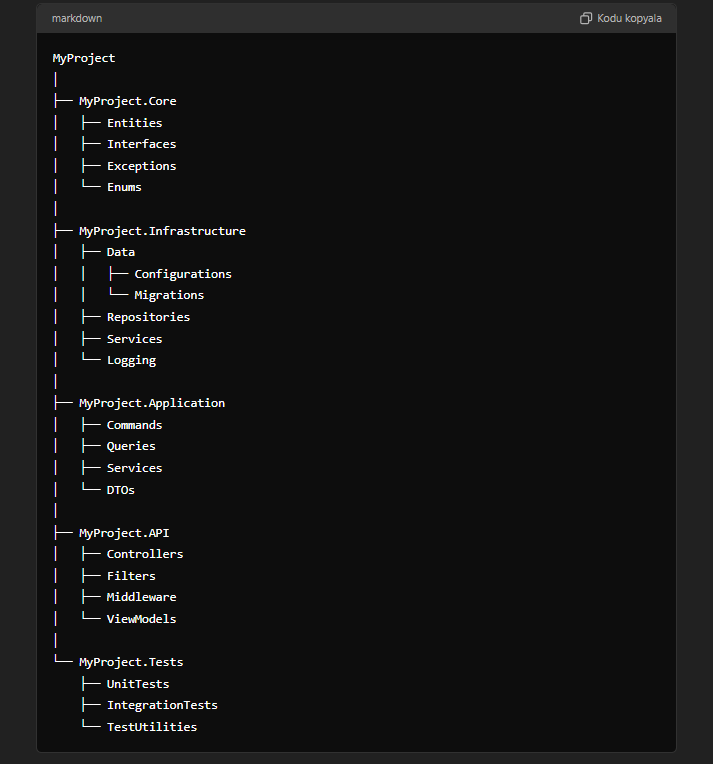 markdown
Kodu kopyala
MyProject
│
├── MyProject.Core
│   ├── Entities
│   ├── Interfaces
│   ├── Exceptions
│   └── Enums
│
├── MyProject.Infrastructure
│   ├── Data
│   │   ├── Configurations
│   │   └── Migrations
│   ├── Repositories
│   ├── Services
│   └── Logging
│
├── MyProject.Application
│   ├── Commands
│   ├── Queries
│   ├── Services
│   └── DTOs
│
├── MyProject.API
│   ├── Controllers
│   ├── Filters
│   ├── Middleware
│   └── ViewModels
│
└── MyProject.Tests
    ├── UnitTests
    ├── IntegrationTests
    └── TestUtilities